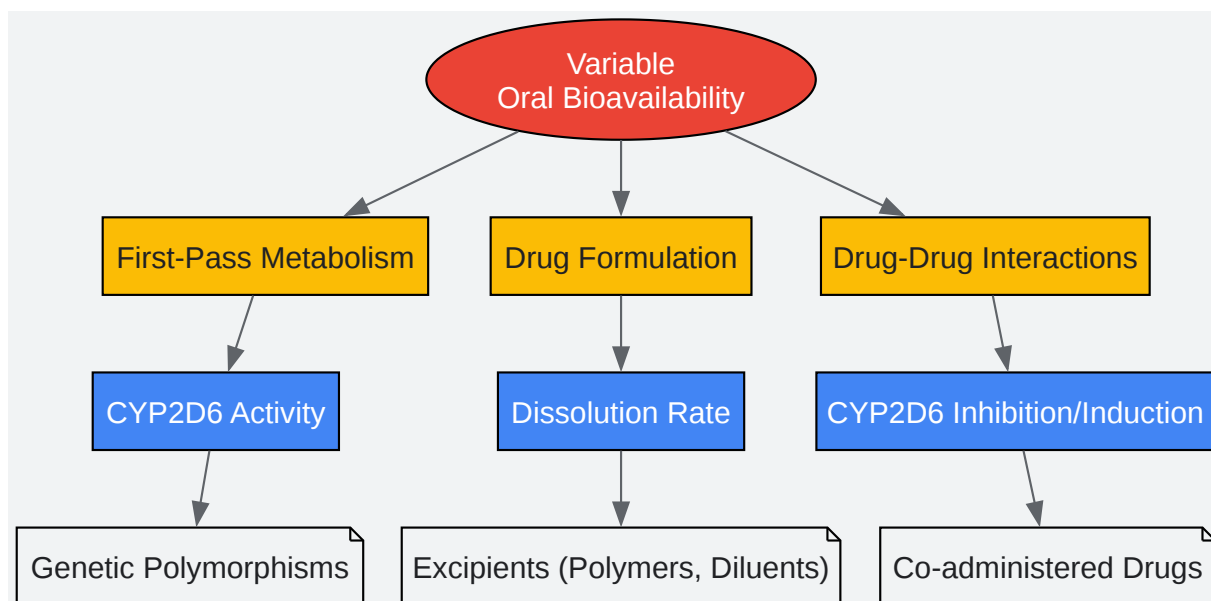 Variable
Oral Bioavailability
First-Pass Metabolism
Drug Formulation
Drug-Drug Interactions
CYP2D6 Activity
Dissolution Rate
CYP2D6 Inhibition/Induction
Genetic Polymorphisms
Excipients (Polymers, Diluents)
Co-administered Drugs